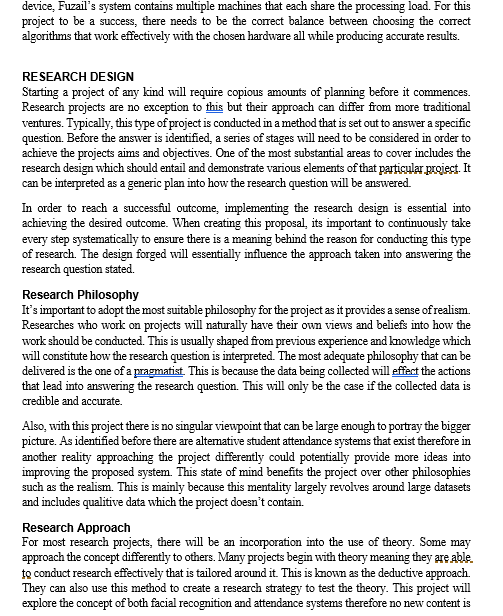 device, Fuzail's system contains multiple machines that each share the processing load. For this
project to be a success, there needs to be the correct balance between choosing the correct
algorithms that work effectively with the chosen hardware all while producing accurate results.
RESEARCH DESIGN
Starting a project of any kind will require copious amounts of planning before it commences.
Research projects are no exception to this but their approach can differ from more traditional
ventures. Typically, this type of project is conducted in a method that is set out to answer a specific
question. Before the answer is identified, a series of stages will need to be considered in order to
achieve the projects aims and objectives. One of the most substantial areas to cover includes the
research design which should entail and demonstrate various elements of that particular project. It
can be interpreted as a generic plan into how the research question will be answered.
In order to reach a successful outcome, implementing the research design is essential into
achieving the desired outcome. When creating this proposal, its important to continuously take
every step systematically to ensure there is a meaning behind the reason for conducting this type
of research. The design forged will essentially influence the approach taken into answering the
research question stated.
Research Philosophy
It's important to adopt the most suitable philosophy for the project as it provides a sense of realism.
Researches who work on projects will naturally have their own views and beliefs into how the
work should be conducted. This is usually shaped from previous experience and knowledge which
will constitute how the research question is interpreted. The most adequate philosophy that can be
delivered is the one of a pragmatist. This is because the data being collected will effect the actions
that lead into answering the research question. This will only be the case if the collected data is
credible and accurate.
Also, with this project there is no singular viewpoint that can be large enough to portray the bigger
picture. As identified before there are alternative student attendance systems that exist therefore in
another reality approaching the project differently could potentially provide more ideas into
improving the proposed system. This state of mind benefits the project over other philosophies
such as the realism. This is mainly because this mentality largely revolves around large datasets
and includes qualitive data which the project doesn't contain.
Research Approach
For most research projects, there will be an incorporation into the use of theory. Some may
approach the concept differently to others. Many projects begin with theory meaning they are able
to conduct research effectively that is tailored around it. This is known as the deductive approach.
They can also use this method to create a research strategy to test the theory. This project will
explore the concept of both facial recognition and attendance systems therefore no new content is